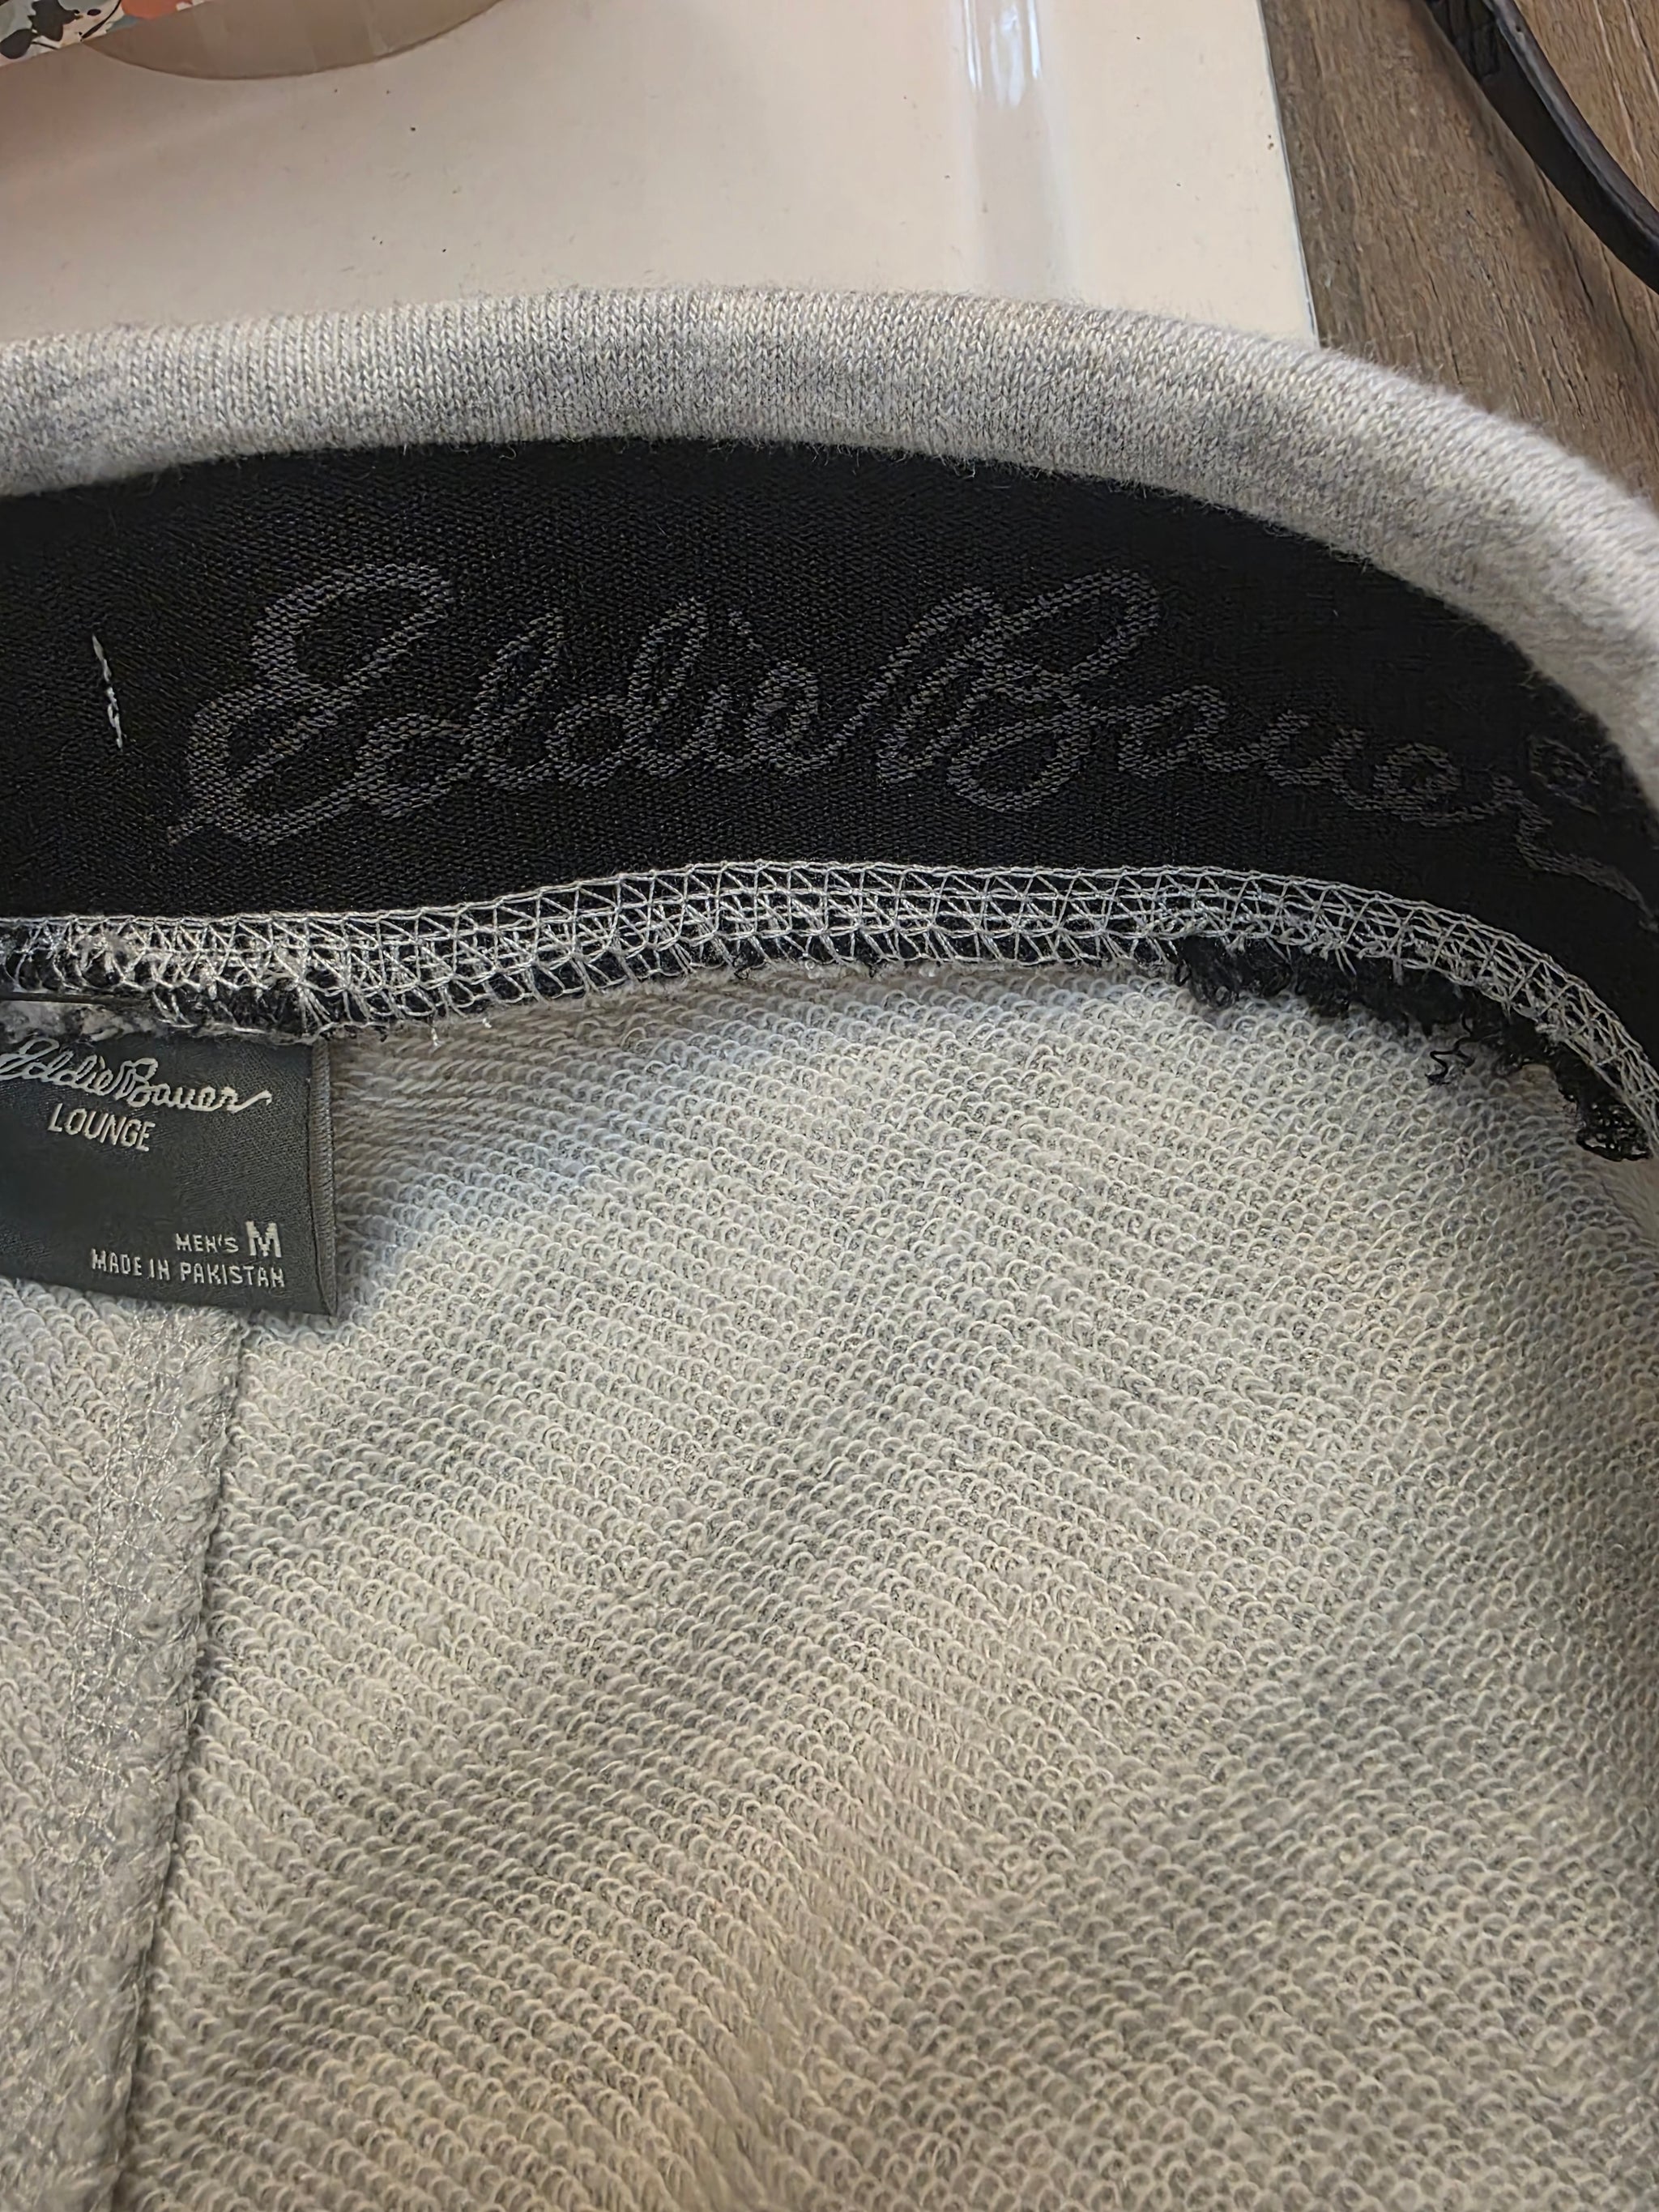 Eddie Bauer
Eddie Bauer
LOUNGE
MEN'S M
MADE IN PAKISTAN